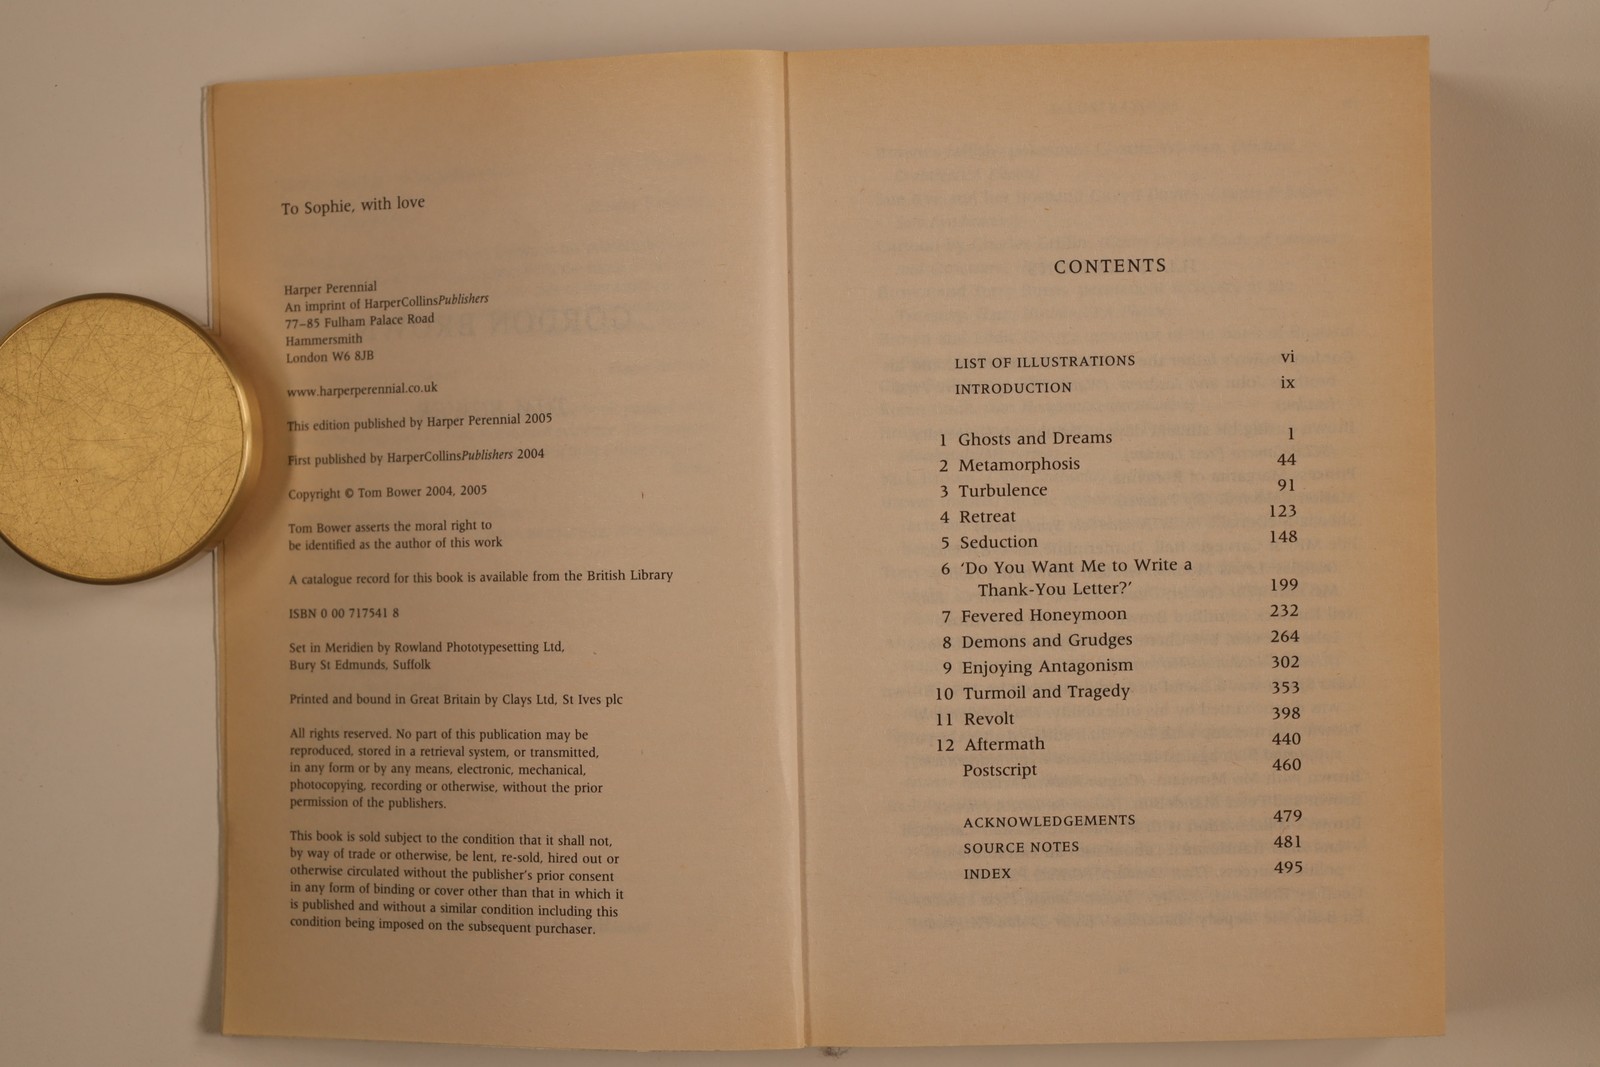 To Sophie, with love
Harper Perennial
An imprint of HarperCollinsPublishers
77–85 Fulham Palace Road
Hammersmith
London W6 8JB
www.harperperennial.co.uk
This edition published by Harper Perennial 2005
First published by HarperCollinsPublishers 2004
Copyright © Tom Bower 2004, 2005
Tom Bower asserts the moral right to
be identified as the author of this work
A catalogue record for this book is available from the British Library
ISBN 0 00 717541 8
Set in Meridien by Rowland Phototypesetting Ltd,
Bury St Edmunds, Suffolk
Printed and bound in Great Britain by Clays Ltd, St Ives plc
All rights reserved. No part of this publication may be
reproduced, stored in a retrieval system, or transmitted,
in any form or by any means, electronic, mechanical,
photocopying, recording or otherwise, without the prior
permission of the publishers.
This book is sold subject to the condition that it shall not,
by way of trade or otherwise, be lent, re-sold, hired out or
otherwise circulated without the publisher's prior consent
in any form of binding or cover other than that in which it
is published and without a similar condition including this
condition being imposed on the subsequent purchaser.
CONTENTS
LIST OF ILLUSTRATIONS vi
INTRODUCTION ix
1 Ghosts and Dreams 1
2 Metamorphosis 44
3 Turbulence 91
4 Retreat 123
5 Seduction 148
6 ‘Do You Want Me to Write a
Thank-You Letter?’ 199
7 Fevered Honeymoon 232
8 Demons and Grudges 264
9 Enjoying Antagonism 302
10 Turmoil and Tragedy 353
11 Revolt 398
12 Aftermath 440
Postscript 460
ACKNOWLEDGEMENTS 479
SOURCE NOTES 481
INDEX 495